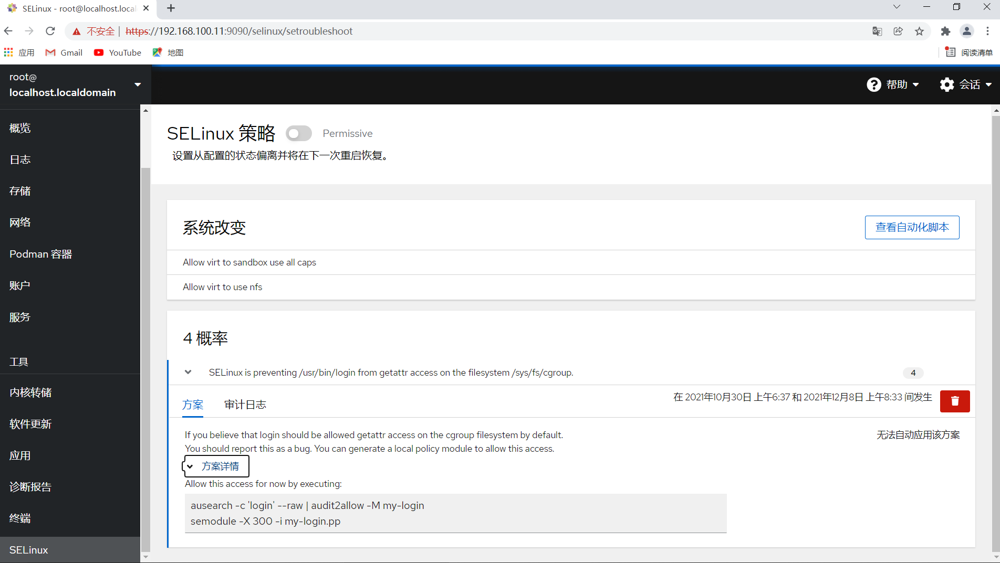 SELinux - root@localhost.local
不安全 | https://192.168.100.11:9090/selinux/setroubleshoot
应用 Gmail YouTube 地图 阅读清单
root@
localhost.localdomain
帮助 会话
概览
日志
存储
网络
Podman 容器
账户
服务
工具
内核转储
软件更新
应用
诊断报告
终端
SELinux
SELinux 策略 Permissive
设置从配置的状态偏离并将在下一次重启恢复。
系统改变 查看自动化脚本
Allow virt to sandbox use all caps
Allow virt to use nfs
4 概率
SELinux is preventing /usr/bin/login from getattr access on the filesystem /sys/fs/cgroup. 4
方案 审计日志 在 2021年10月30日 上午6:37 和 2021年12月8日 上午8:33 间发生
If you believe that login should be allowed getattr access on the cgroup filesystem by default. 无法自动应用该方案
You should report this as a bug. You can generate a local policy module to allow this access.
方案详情
Allow this access for now by executing:
ausearch -c 'login' --raw | audit2allow -M my-login
semodule -X 300 -i my-login.pp